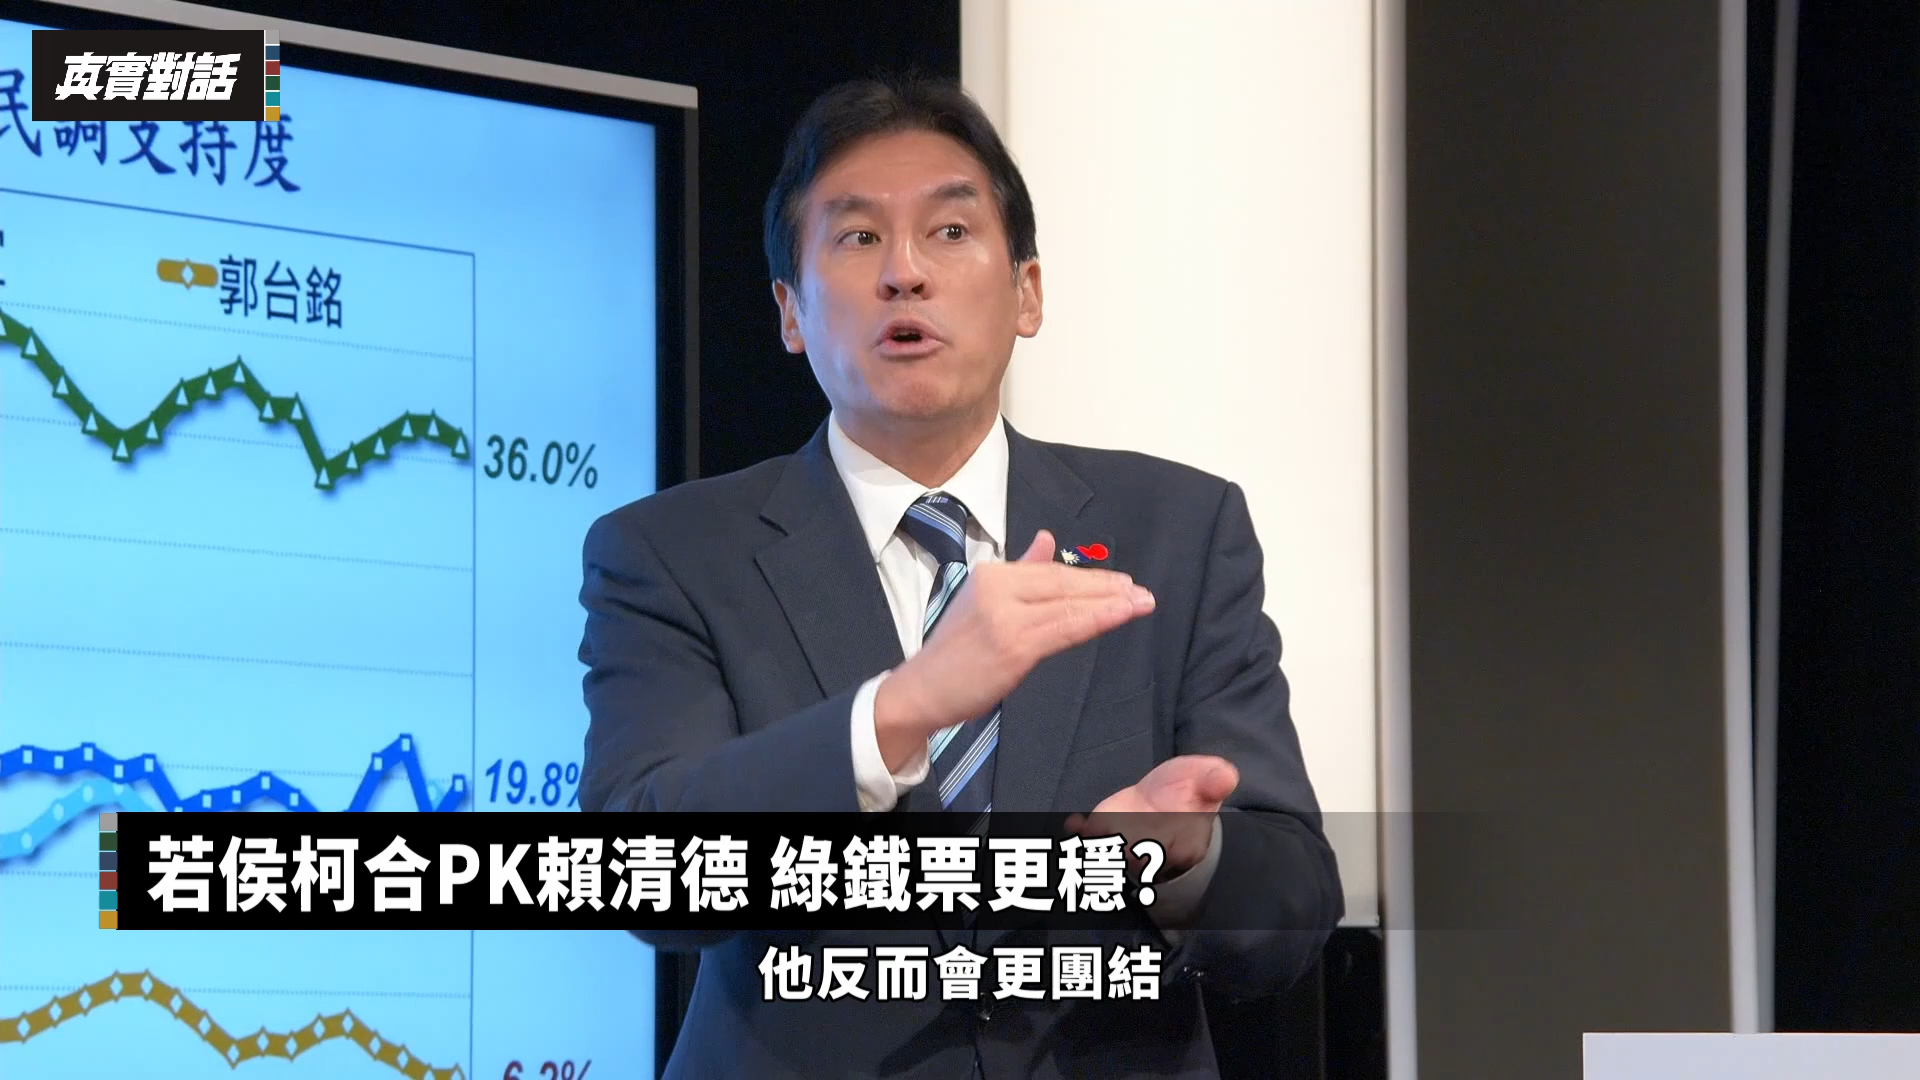 真實對話
民調支持度
郭台銘
36.0%
19.8%
若侯柯合PK賴清德 綠鐵票更穩?
他反而會更團結